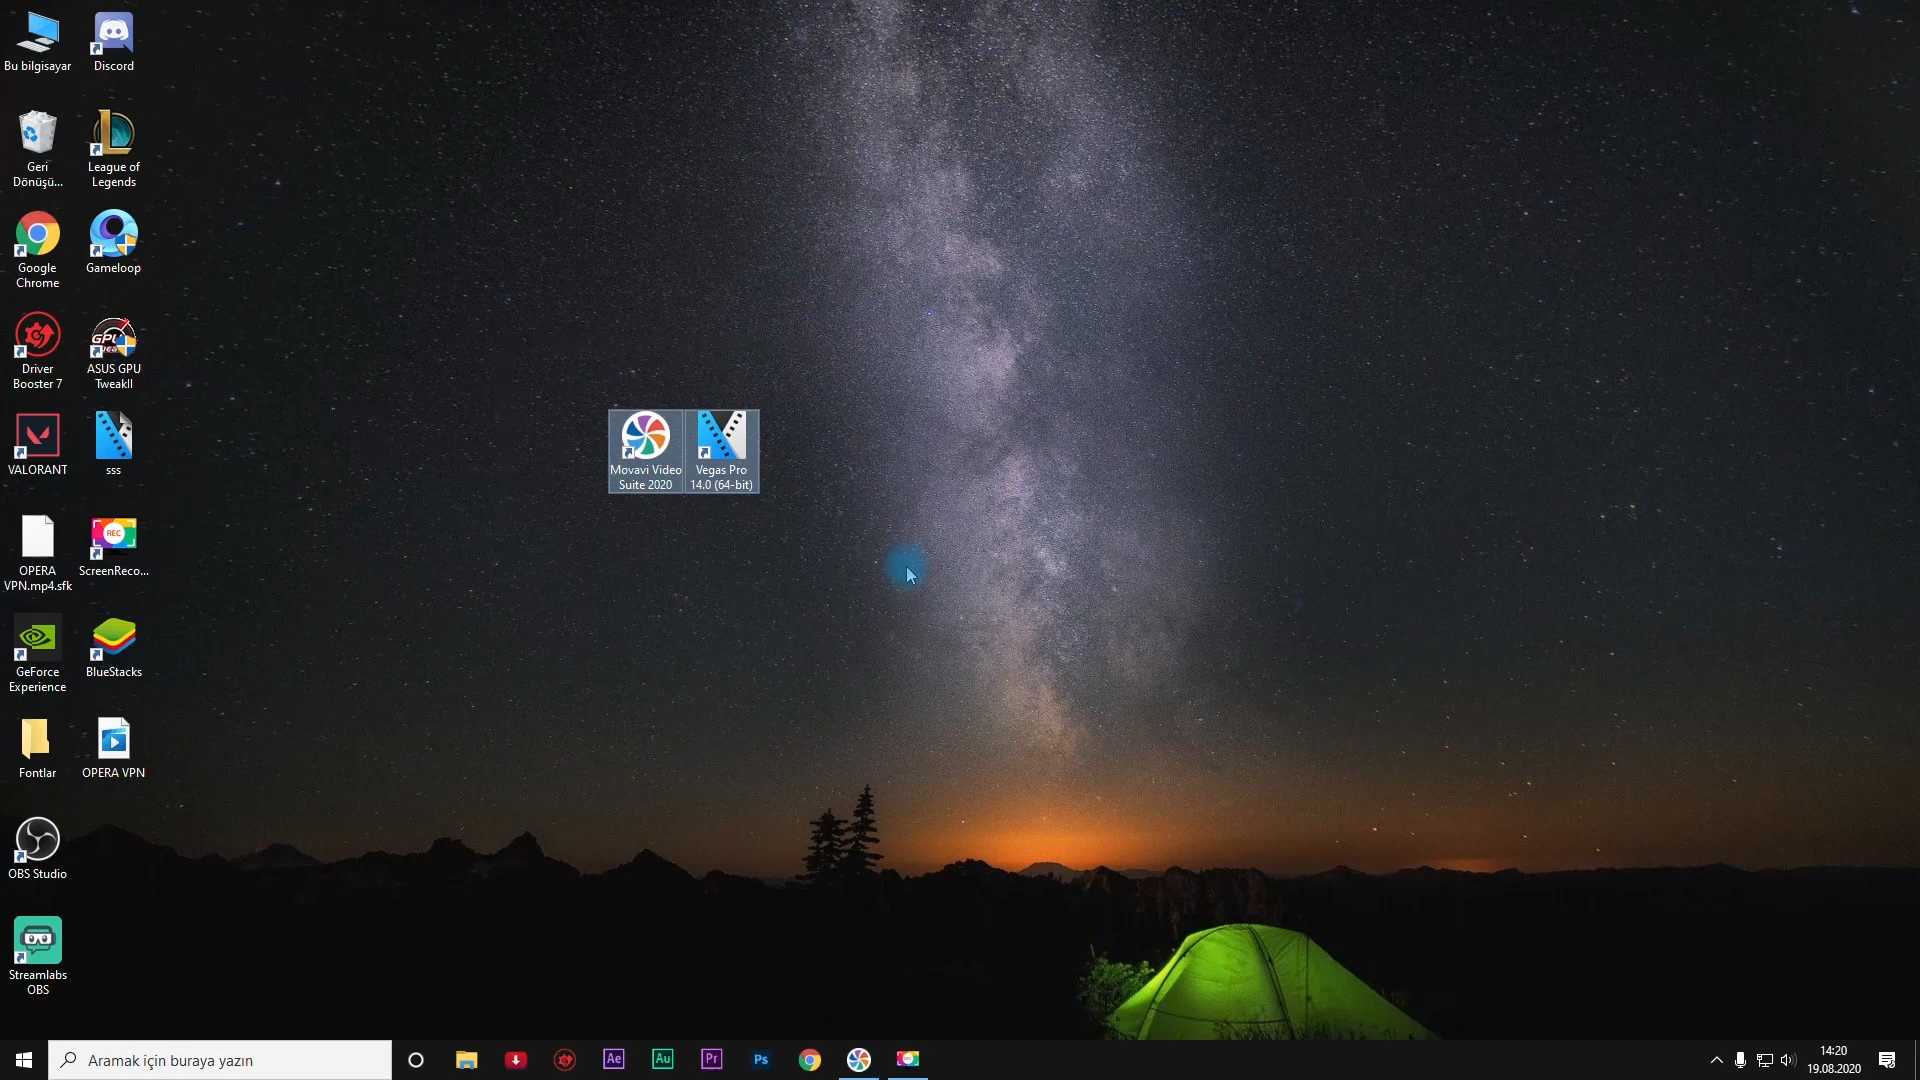 Bu bilgisayar
Discord
Geri
Dönüşü...
League of
Legends
Google
Chrome
Gameloop
Driver
Booster 7
ASUS GPU
TweakII
VALORANT
sss
Movavi Video
Suite 2020
Vegas Pro
14.0 (64-bit)
OPERA
VPN.mp4.sfk
REC
ScreenReco...
GeForce
Experience
BlueStacks
Fontlar
OPERA VPN
OBS Studio
Streamlabs
OBS
Aramak için buraya yazın
Ae
Au
Pr
Ps
14:20
19.08.2020